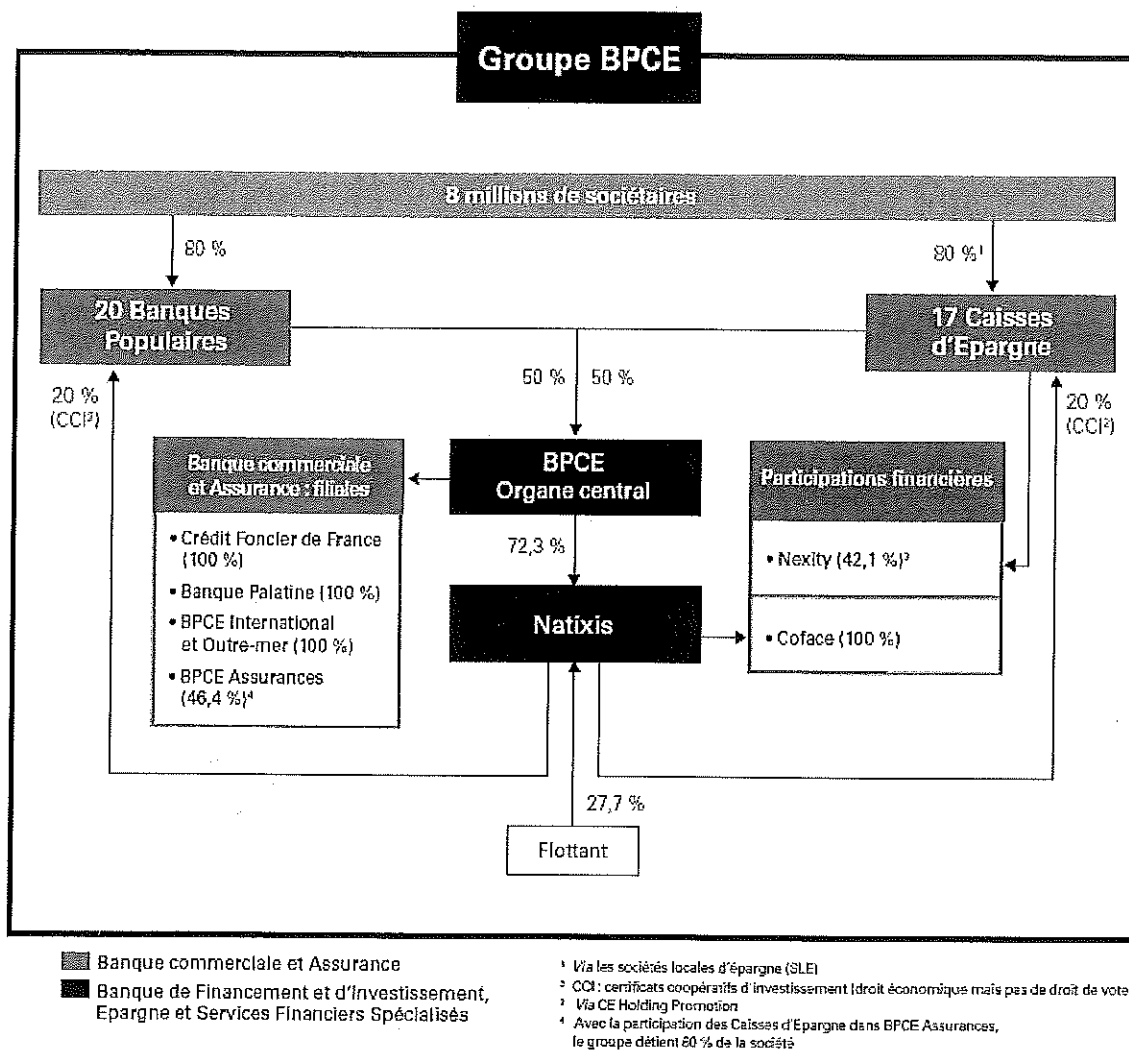 Groupe BPCE
8 millions de sociétaires
80 %
80 %¹
20 Banques
Populaires
17 Caisses
d'Epargne
50 %
50 %
20 %
(CCI²)
20 %
(CCI²)
Banque commerciale
et Assurance : filiales
• Crédit Foncier de France
(100 %)
• Banque Palatine (100 %)
• BPCE International
et Outre-mer (100 %)
• BPCE Assurances
(46,4 %)⁴
BPCE
Organe central
72,3 %
Natixis
Participations financières
• Nexity (42,1 %)³
• Coface (100 %)
27,7 %
Flottant
Banque commerciale et Assurance
Banque de Financement et d'Investissement,
Epargne et Services Financiers Spécialisés
¹ Via les sociétés locales d'épargne (SLE)
² CCI : certificats coopératifs d'investissement (droit économique mais pas de droit de vote
³ Via CE Holding Promotion
⁴ Avec la participation des Caisses d'Epargne dans BPCE Assurances,
le groupe détient 60 % de la société